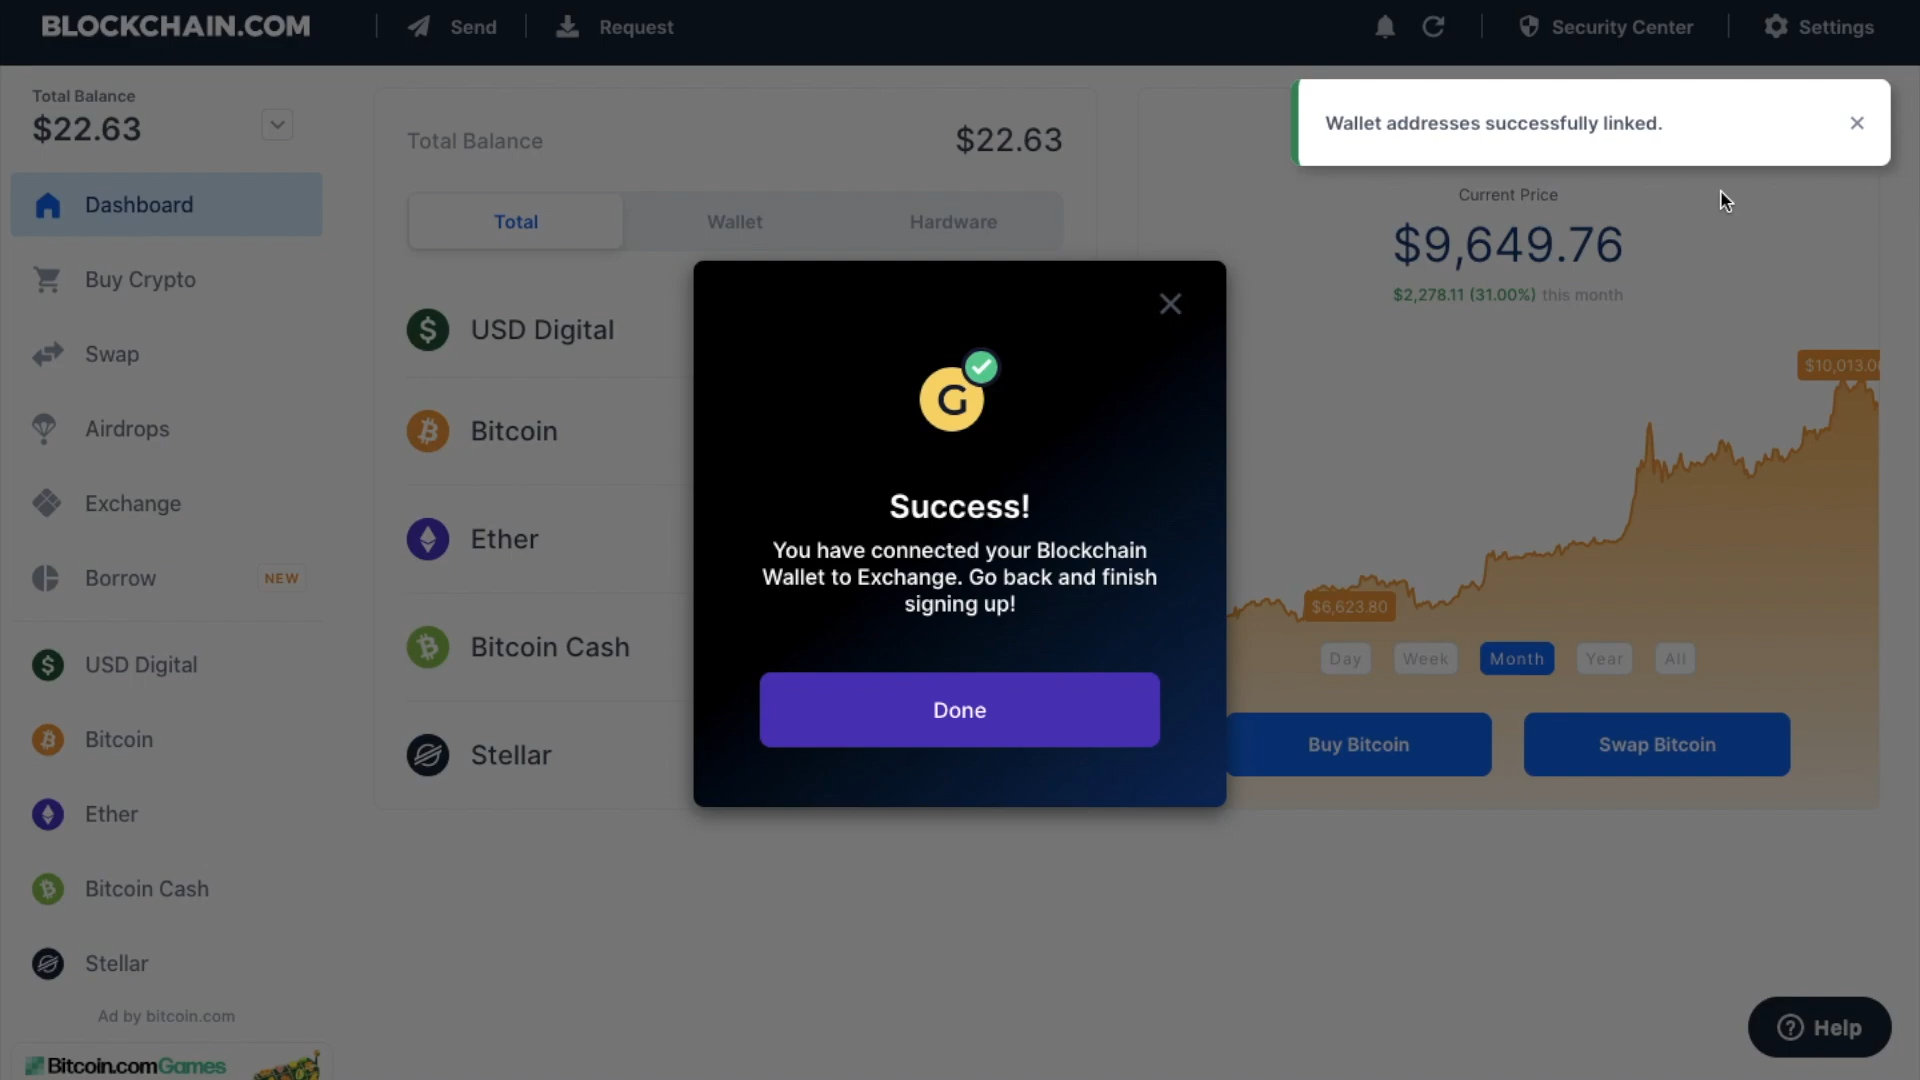 BLOCKCHAIN.COM
Send
Request
Security Center
Settings
Total Balance
$22.63
Dashboard
Buy Crypto
Swap
Airdrops
Exchange
Borrow
NEW
USD Digital
Bitcoin
Ether
Bitcoin Cash
Stellar
Ad by bitcoin.com
Bitcoin.comGames
Total Balance
$22.63
Total
Wallet
Hardware
USD Digital
Bitcoin
Ether
Bitcoin Cash
Stellar
G
Success!
You have connected your Blockchain
Wallet to Exchange. Go back and finish
signing up!
Done
Wallet addresses successfully linked.
Current Price
$9,649.76
$2,278.11 (31.00%) this month
$10,013.0
$6,623.80
Day
Week
Month
Year
All
Buy Bitcoin
Swap Bitcoin
Help